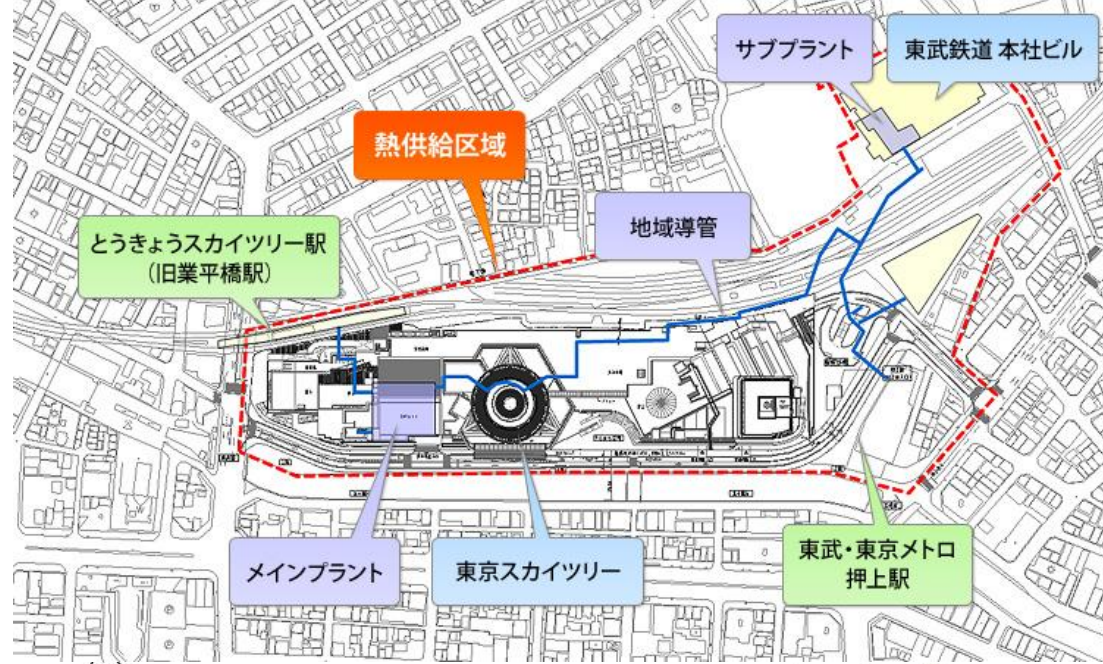 サブプラント
東武鉄道 本社ビル
熱供給区域
地域導管
とうきょうスカイツリー駅
（旧業平橋駅）
メインプラント
東京スカイツリー
東武・東京メトロ
押上駅